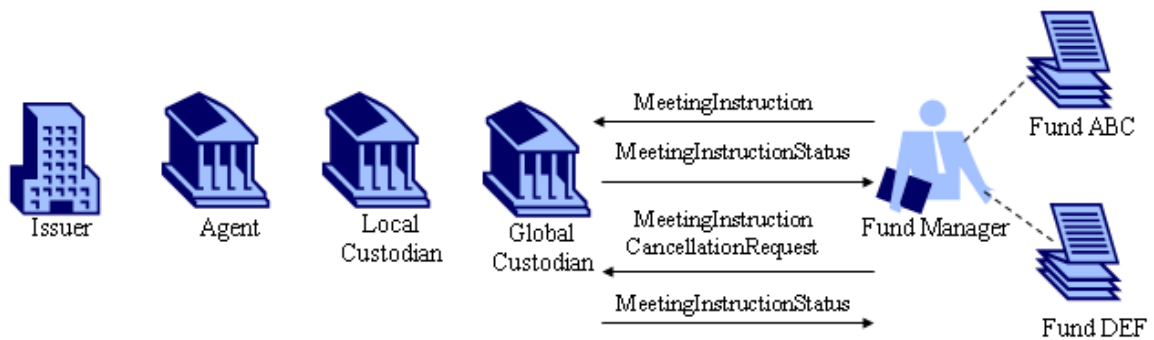 MeetingInstruction
Fund ABC
MeetingInstructionStatus
Issuer
Agent
Local
Custodian
Global
Custodian
MeetingInstruction
CancellationRequest
Fund Manager
MeetingInstructionStatus
Fund DEF